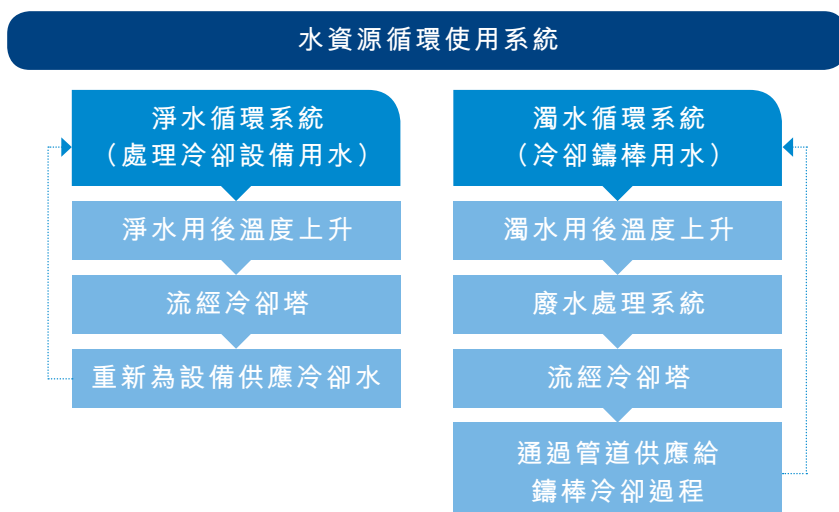 水資源循環使用系統
淨水循環系統
（處理冷卻設備用水）
淨水用後溫度上升
流經冷卻塔
重新為設備供應冷卻水
濁水循環系統
（冷卻鑄棒用水）
濁水用後溫度上升
廢水處理系統
流經冷卻塔
通過管道供應給
鑄棒冷卻過程